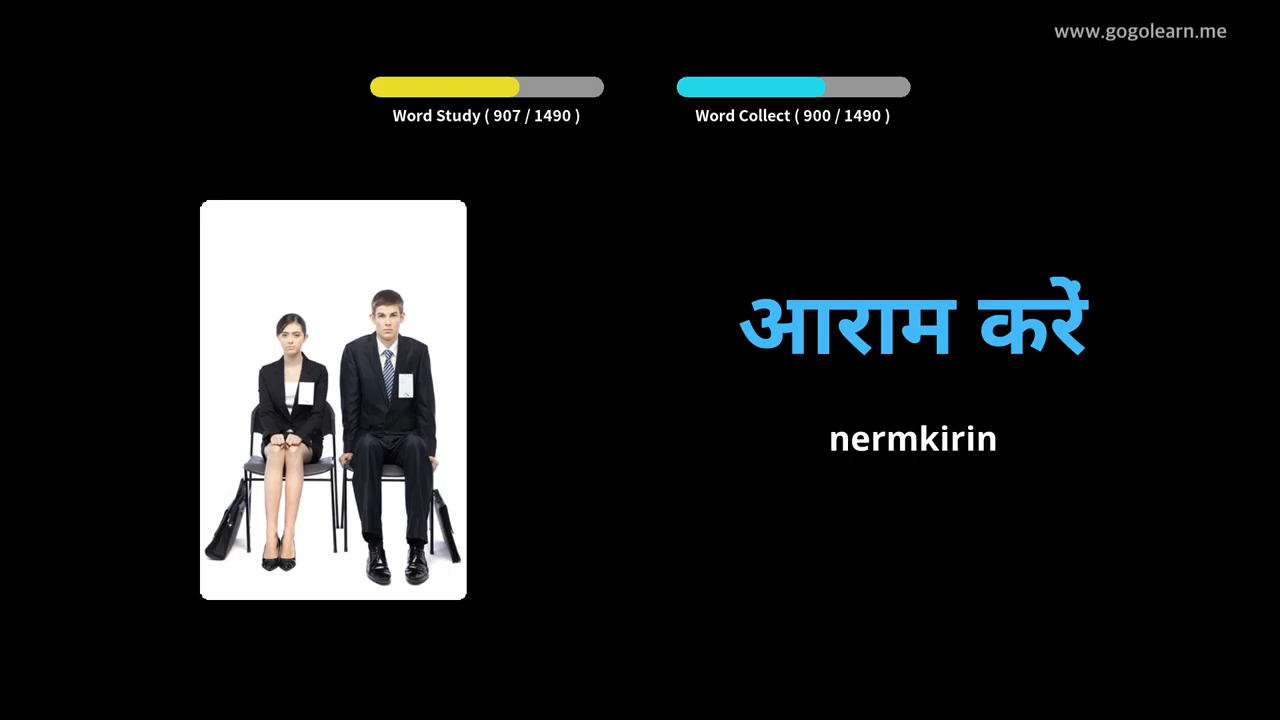 www.gogolearn.me
Word Study ( 907 / 1490 )
Word Collect ( 900 / 1490 )
आराम करें
nermkirin